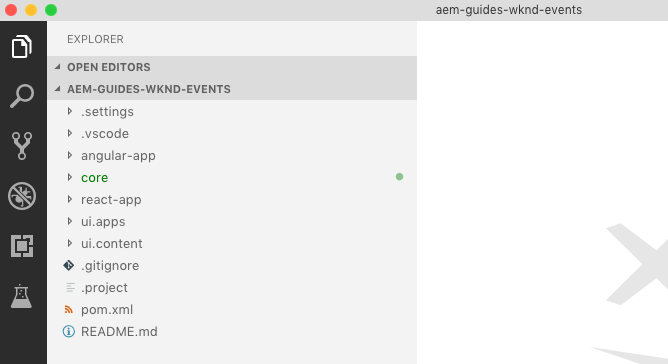 aem-guides-wknd-events
EXPLORER
OPEN EDITORS
AEM-GUIDES-WKND-EVENTS
.settings
.vscode
angular-app
core
react-app
ui.apps
ui.content
.gitignore
.project
pom.xml
README.md